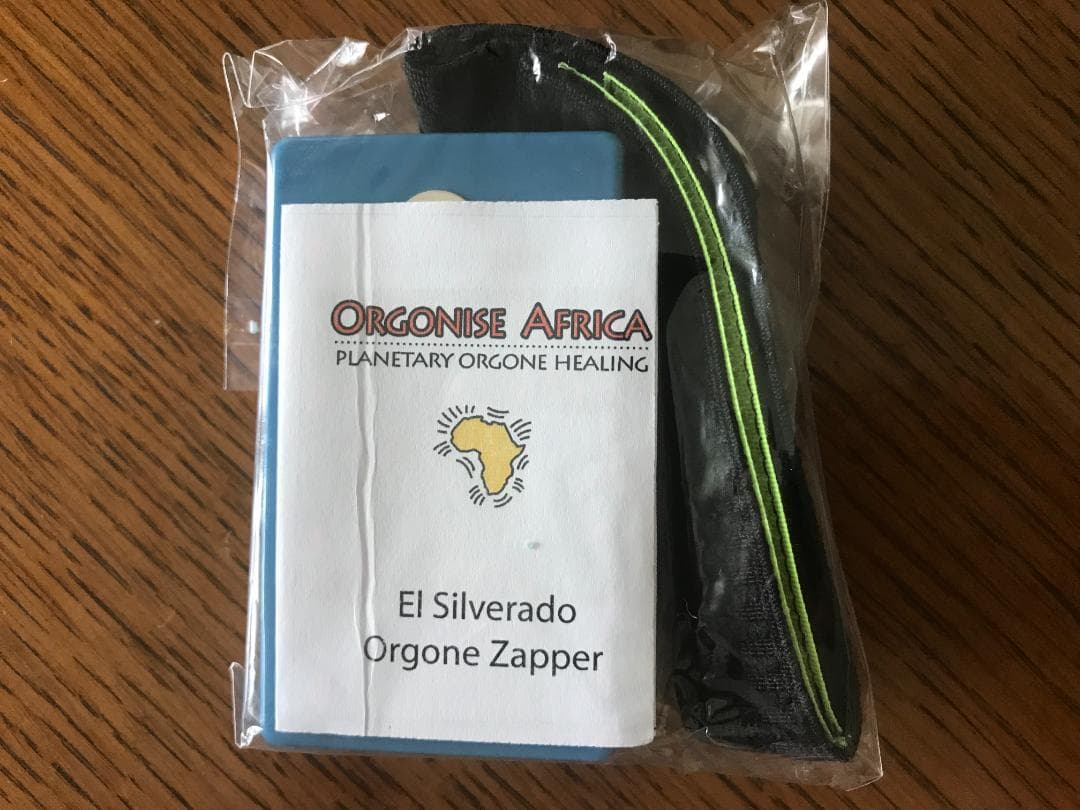 Orgonise Africa
Planetary Orgone Healing
El Silverado
Orgone Zapper